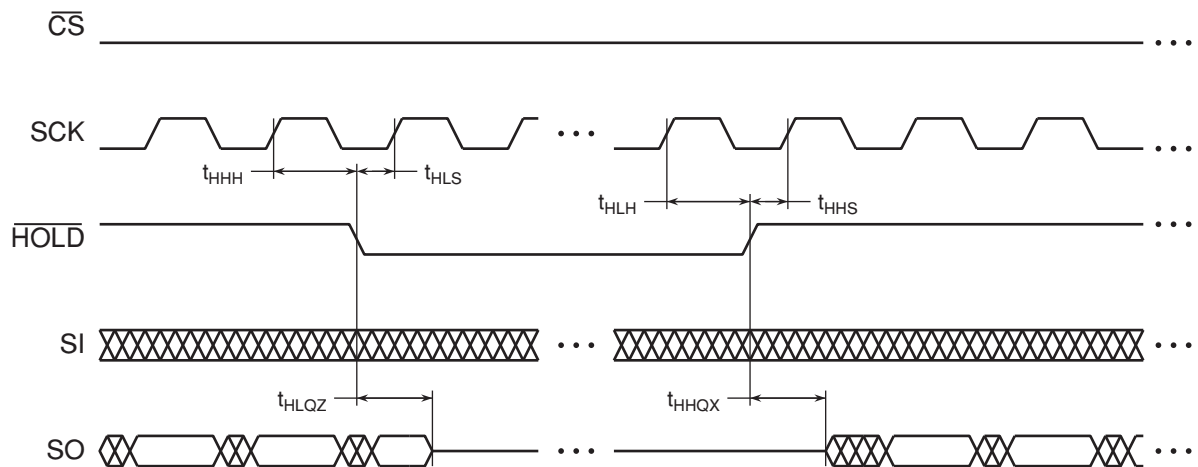 CS
SCK
tHHH
tHLS
tHLH
tHHS
HOLD
SI
tHLQZ
tHHQX
SO